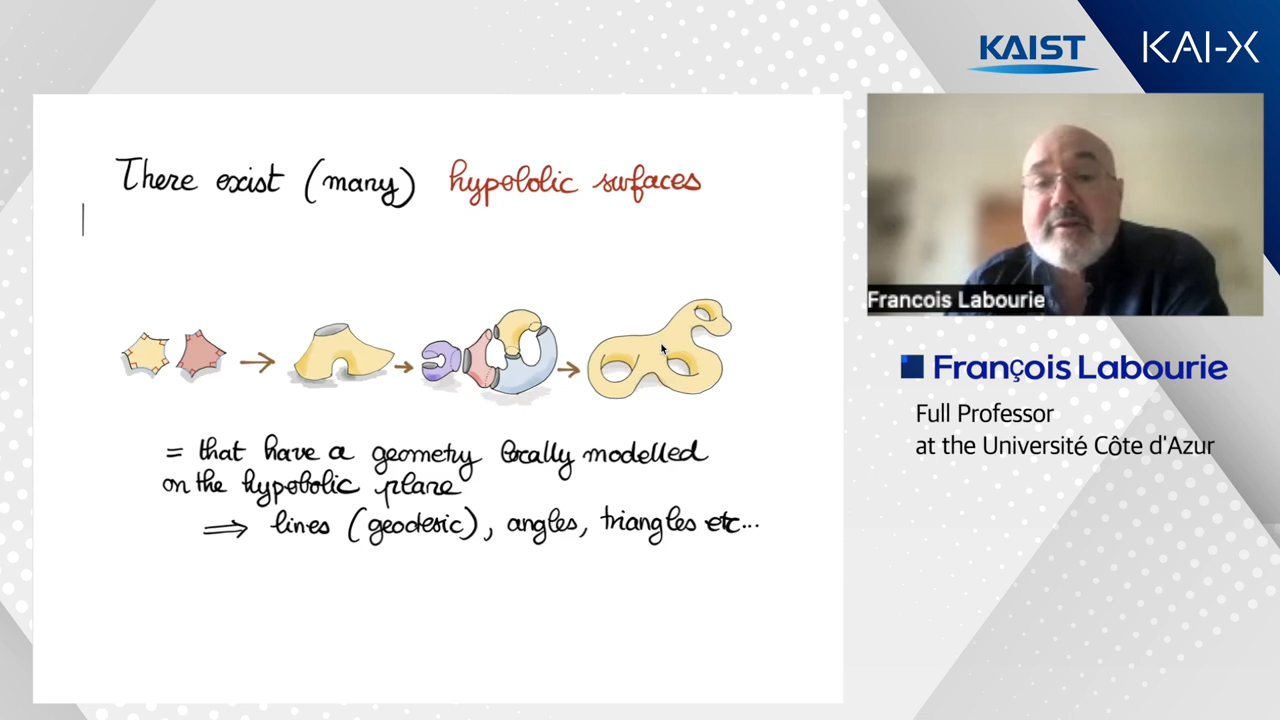 KAIST
KAI-X
There exist (many) hypobolic surfaces
= that have a geometry locally modelled
on the hypobolic plane
⟹ lines (geodesic), angles, triangles etc...
Francois Labourie
François Labourie
Full Professor
at the Université Côte d'Azur